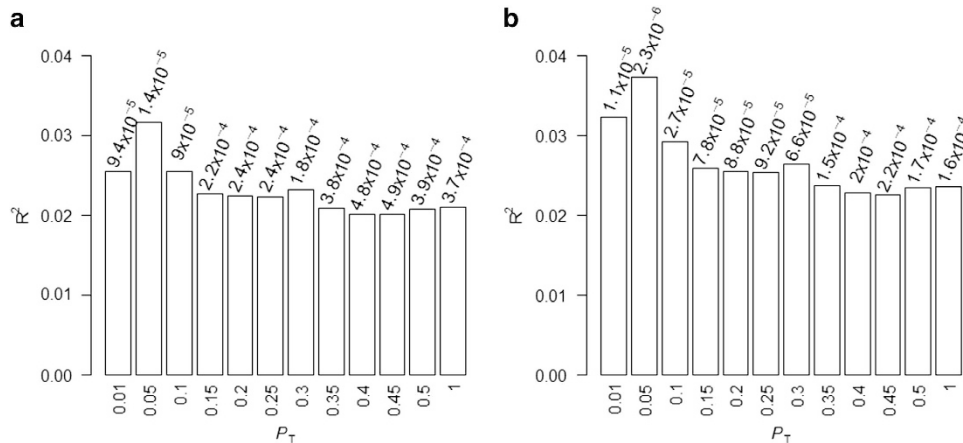 a
9.4x10⁻⁵
1.4x10⁻⁵
9x10⁻⁵
2.2x10⁻⁴
2.4x10⁻⁴
2.4x10⁻⁴
1.8x10⁻⁴
3.8x10⁻⁴
4.8x10⁻⁴
4.9x10⁻⁴
3.9x10⁻⁴
3.7x10⁻⁴
0.04
0.03
0.02
0.01
0.00
R²
0.01 0.05 0.1 0.15 0.2 0.25 0.3 0.35 0.4 0.45 0.5 1
P_T
b
1.1x10⁻⁵
2.3x10⁻⁶
2.7x10⁻⁵
7.8x10⁻⁵
8.8x10⁻⁵
9.2x10⁻⁵
6.6x10⁻⁵
1.5x10⁻⁴
2x10⁻⁴
2.2x10⁻⁴
1.7x10⁻⁴
1.6x10⁻⁴
0.04
0.03
0.02
0.01
0.00
R²
0.01 0.05 0.1 0.15 0.2 0.25 0.3 0.35 0.4 0.45 0.5 1
P_T